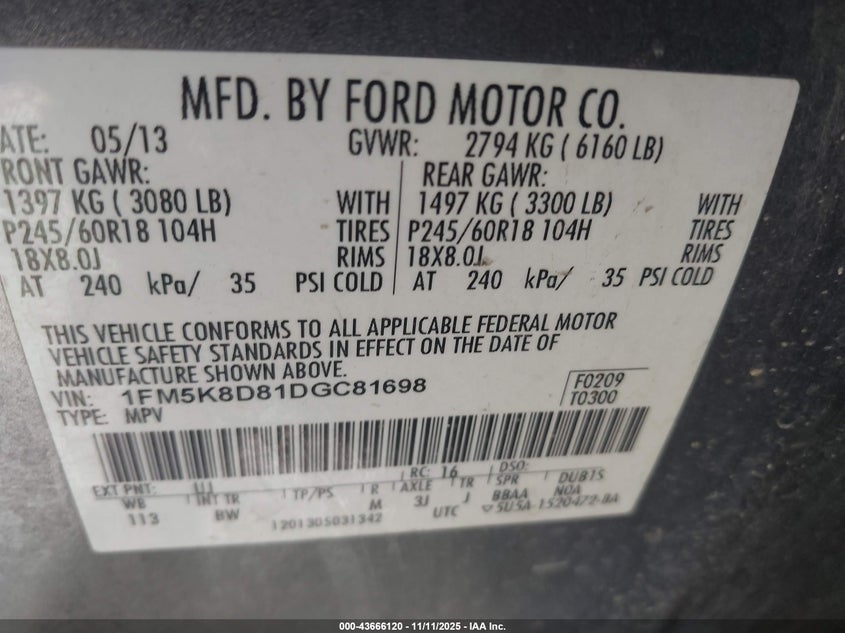 MFD. BY FORD MOTOR CO.
ATE: 05/13 GVWR: 2794 KG ( 6160 LB)
RONT GAWR: REAR GAWR:
1397 KG ( 3080 LB) WITH 1497 KG ( 3300 LB) WITH
P245/60R18 104H TIRES P245/60R18 104H TIRES
18X8.0J RIMS 18X8.0J RIMS
AT 240 kPa/ 35 PSI COLD AT 240 kPa/ 35 PSI COLD
THIS VEHICLE CONFORMS TO ALL APPLICABLE FEDERAL MOTOR
VEHICLE SAFETY STANDARDS IN EFFECT ON THE DATE OF
MANUFACTURE SHOWN ABOVE.
VIN: 1FM5K8D81DGC81698 F0209
TYPE: MPV T0300
EXT PNT: UJ RC: 16 DSO:
WB INT TR TP/PS R AXLE TR SPR DUB1S
113 BW M 3J J BBAA NOA
1201305031342 UTC 5U5A-1520472-BA
000-43666120 - 11/11/2025 - IAA Inc.